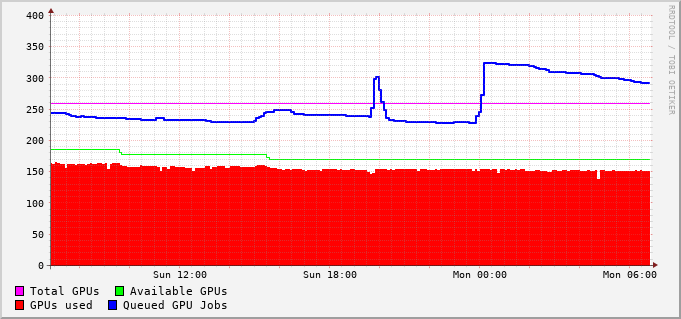 RRDTOOL / TOBI OETIKER
400
350
300
250
200
150
100
50
0
Sun 12:00 Sun 18:00 Mon 00:00 Mon 06:00
Total GPUs Available GPUs
GPUs used Queued GPU Jobs